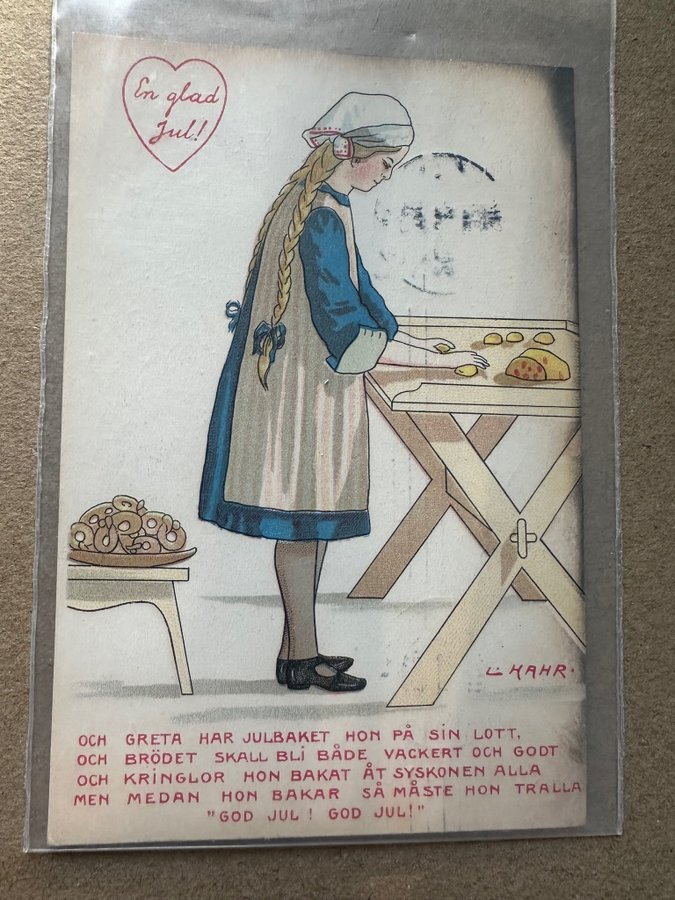 En glad
Jul!
HAHR.
OCH GRETA HAR JULBAKET HON PÅ SIN LOTT,
OCH BRÖDET SKALL BLI BÅDE VACKERT OCH GODT
OCH KRINGLOR HON BAKAT ÅT SYSKONEN ALLA
MEN MEDAN HON BAKAR SÅ MÅSTE HON TRALLA
"GOD JUL! GOD JUL!"